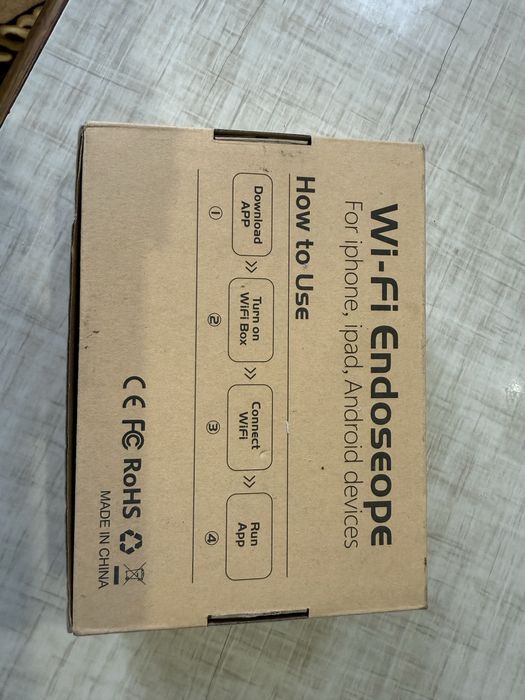 Wi-Fi Endoseope
For iphone, ipad, Android devices
How to Use
Download APP
>>
Turn on WiFi Box
>>
Connect WiFi
>>
Run App
① ② ③ ④
CE FC RoHS
MADE IN CHINA